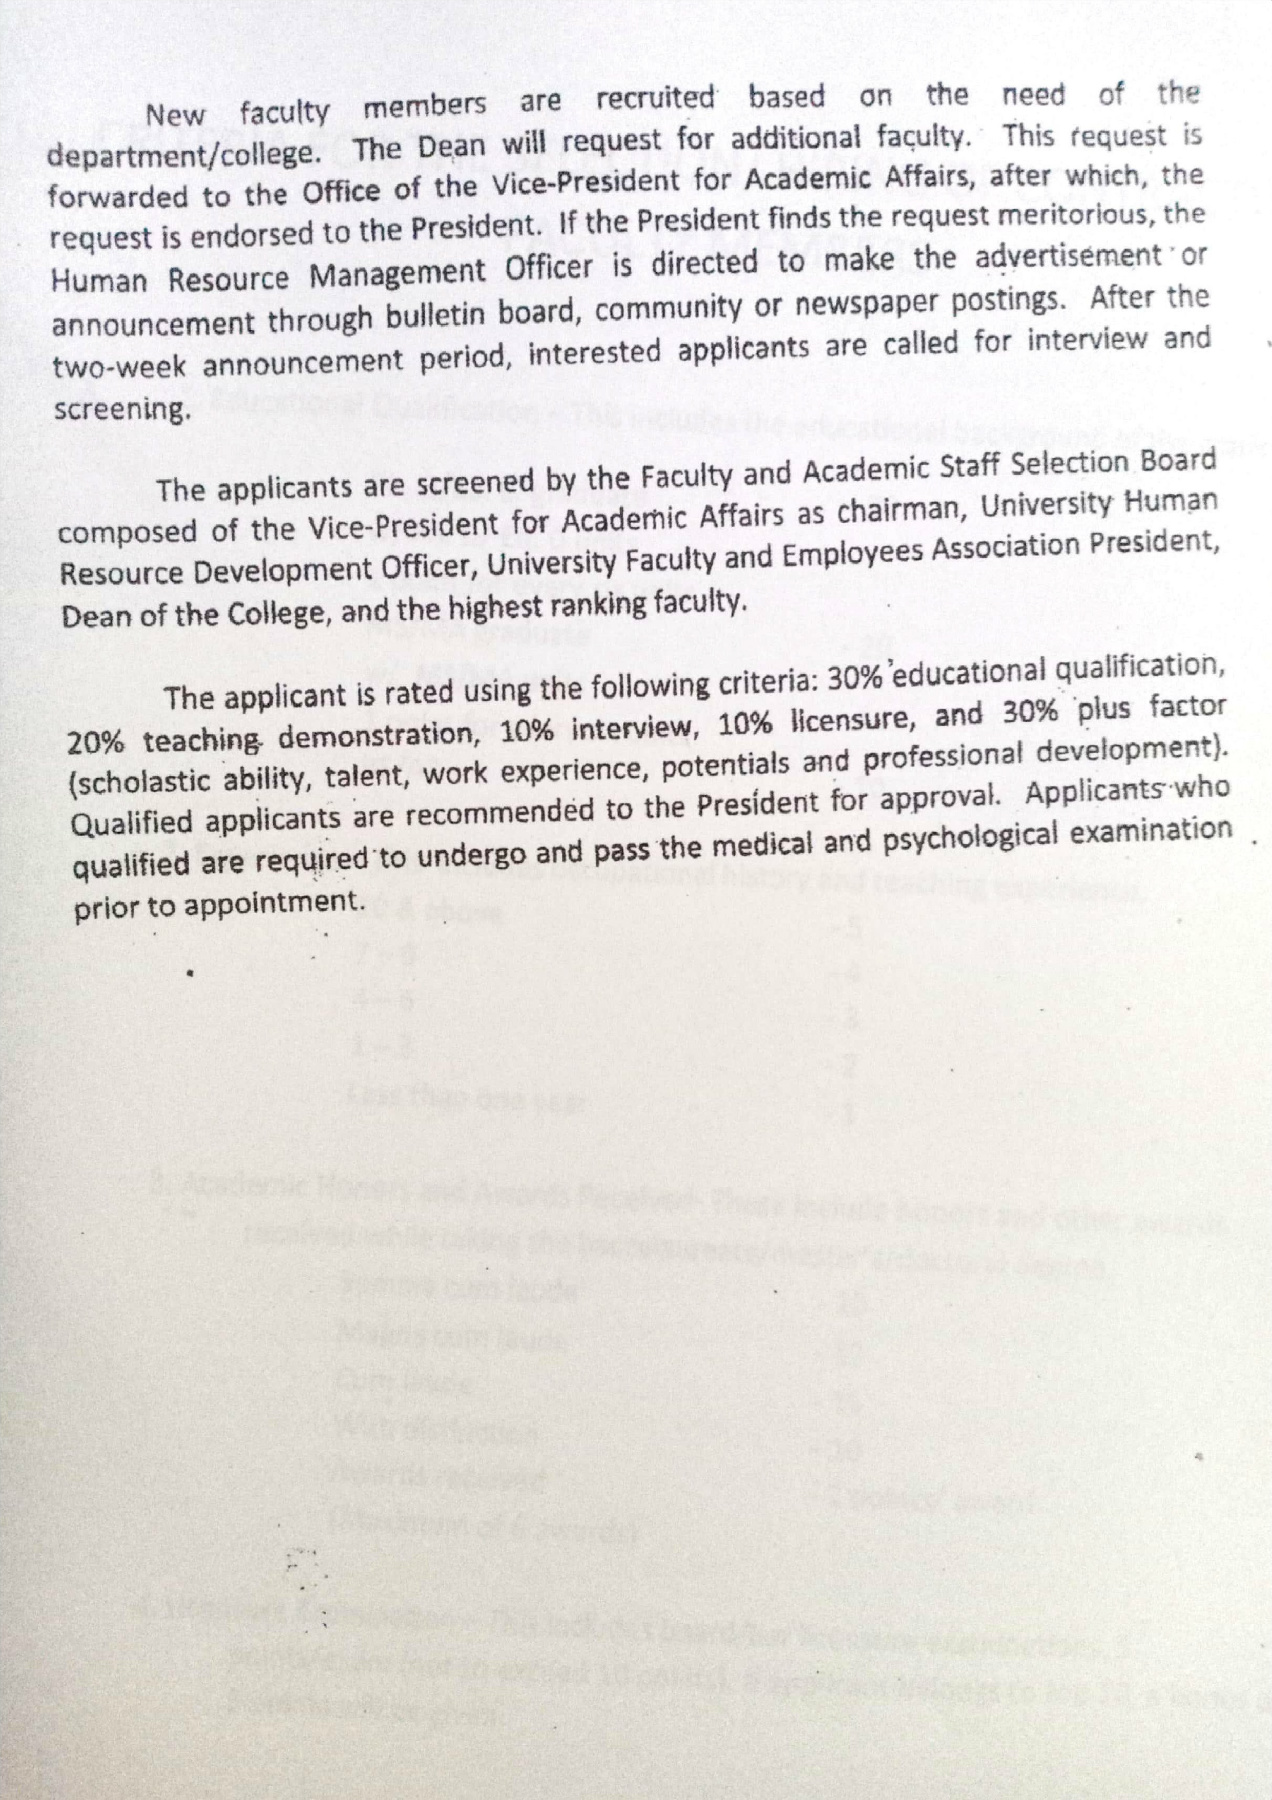 New faculty members are recruited based on the need of the
department/college. The Dean will request for additional faculty. This request is
forwarded to the Office of the Vice-President for Academic Affairs, after which, the
request is endorsed to the President. If the President finds the request meritorious, the
Human Resource Management Officer is directed to make the advertisement or
announcement through bulletin board, community or newspaper postings. After the
two-week announcement period, interested applicants are called for interview and
screening.
The applicants are screened by the Faculty and Academic Staff Selection Board
composed of the Vice-President for Academic Affairs as chairman, University Human
Resource Development Officer, University Faculty and Employees Association President,
Dean of the College, and the highest ranking faculty.
The applicant is rated using the following criteria: 30% educational qualification,
20% teaching demonstration, 10% interview, 10% licensure, and 30% plus factor
(scholastic ability, talent, work experience, potentials and professional development).
Qualified applicants are recommended to the President for approval. Applicants who
qualified are required to undergo and pass the medical and psychological examination
prior to appointment.